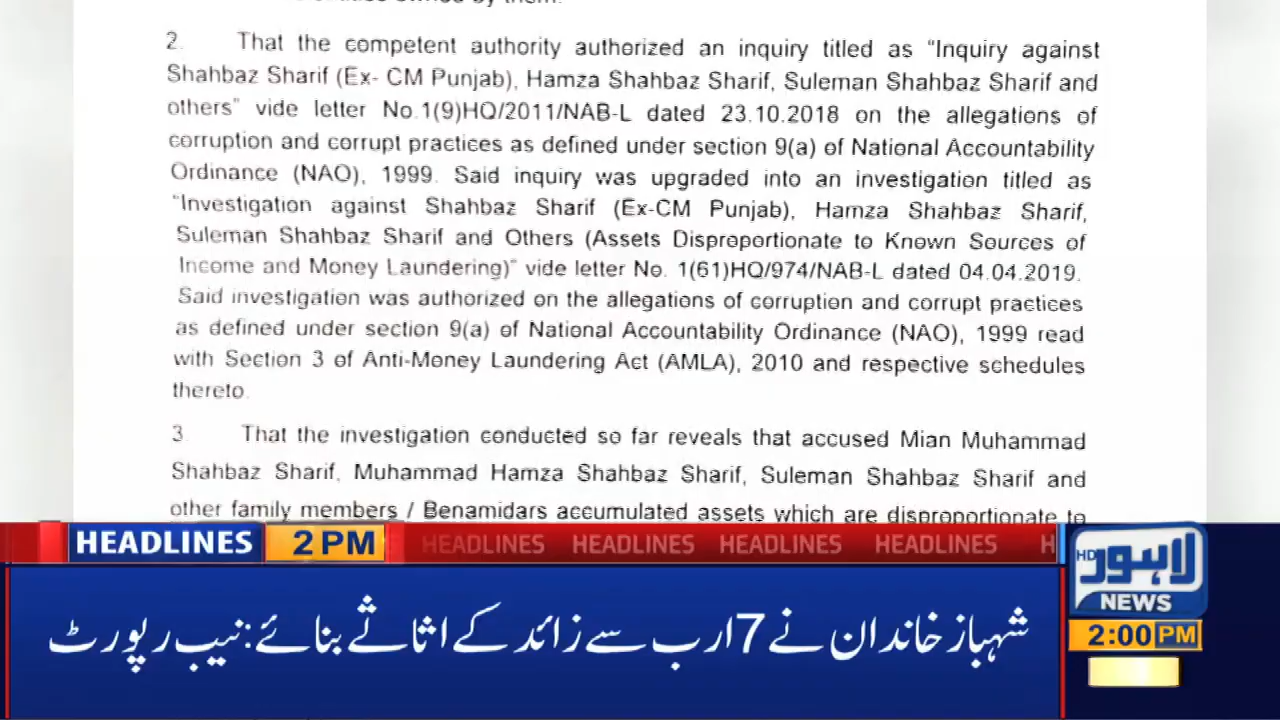 2. That the competent authority authorized an inquiry titled as “Inquiry against
Shahbaz Sharif (Ex- CM Punjab), Hamza Shahbaz Sharif, Suleman Shahbaz Sharif and
others” vide letter No.1(9)HQ/2011/NAB-L dated 23.10.2018 on the allegations of
corruption and corrupt practices as defined under section 9(a) of National Accountability
Ordinance (NAO), 1999. Said inquiry was upgraded into an investigation titled as
“Investigation against Shahbaz Sharif (Ex-CM Punjab), Hamza Shahbaz Sharif,
Suleman Shahbaz Sharif and Others (Assets Disproportionate to Known Sources of
Income and Money Laundering)” vide letter No. 1(61)HQ/974/NAB-L dated 04.04.2019.
Said investigation was authorized on the allegations of corruption and corrupt practices
as defined under section 9(a) of National Accountability Ordinance (NAO), 1999 read
with Section 3 of Anti-Money Laundering Act (AMLA), 2010 and respective schedules
thereto.
3. That the investigation conducted so far reveals that accused Mian Muhammad
Shahbaz Sharif, Muhammad Hamza Shahbaz Sharif, Suleman Shahbaz Sharif and
other family members / Benamidars accumulated assets which are disproportionate to
HEADLINES 2 PM HEADLINES HEADLINES HEADLINES HEADLINES H
شہباز خاندان نے 7 ارب سے زائد کے اثاثے بنائے: نیب رپورٹ
HD لاہور
NEWS
2:00 PM